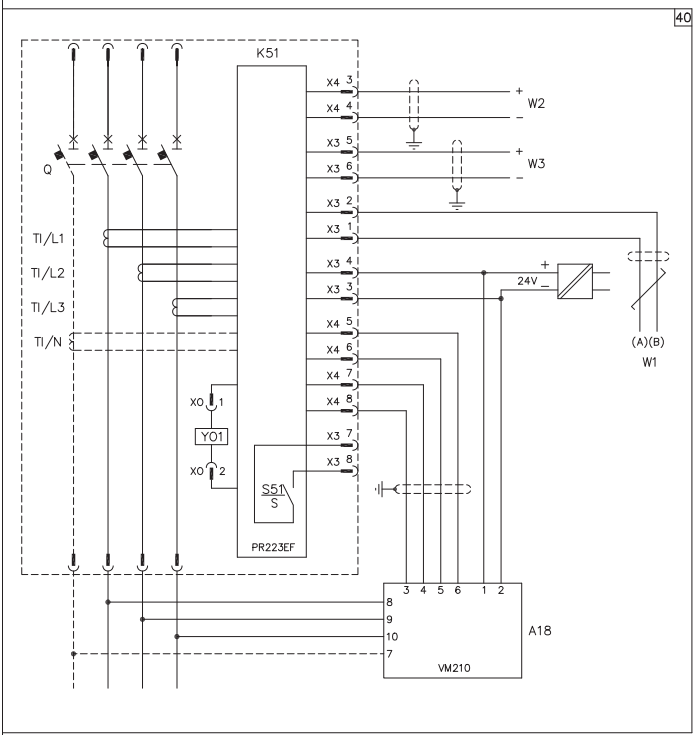 40
K51
X4 3
+
W2
X4 4
−
X3 5
+
W3
X3 6
−
Q
X3 2
X3 1
TI/L1
X3 4
+
24V
TI/L2
X3 3
−
TI/L3
X4 5
TI/N
X4 6
(A)(B)
W1
X4 7
X4 8
XO 1
YO1
X3 7
XO 2
X3 8
S51
S
PR223EF
3 4 5 6 1 2
8
9
10
7
A18
VM210